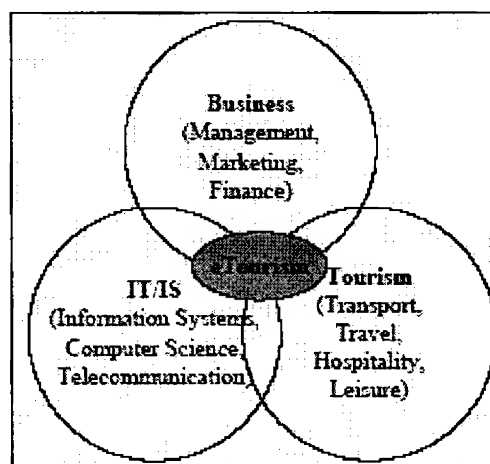 Business
(Management,
Marketing,
Finance)
eTourism
IT/IS
(Information Systems,
Computer Science,
Telecommunication)
Tourism
(Transport,
Travel,
Hospitality,
Leisure)